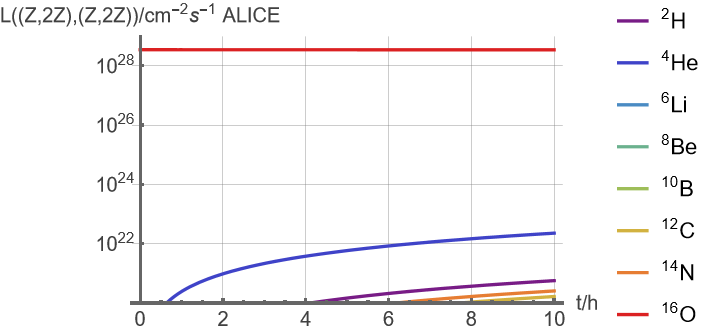 L((Z,2Z),(Z,2Z))/cm⁻²s⁻¹ ALICE
10²⁸
10²⁶
10²⁴
10²²
0 2 4 6 8 10
t/h
²H
⁴He
⁶Li
⁸Be
¹⁰B
¹²C
¹⁴N
¹⁶O